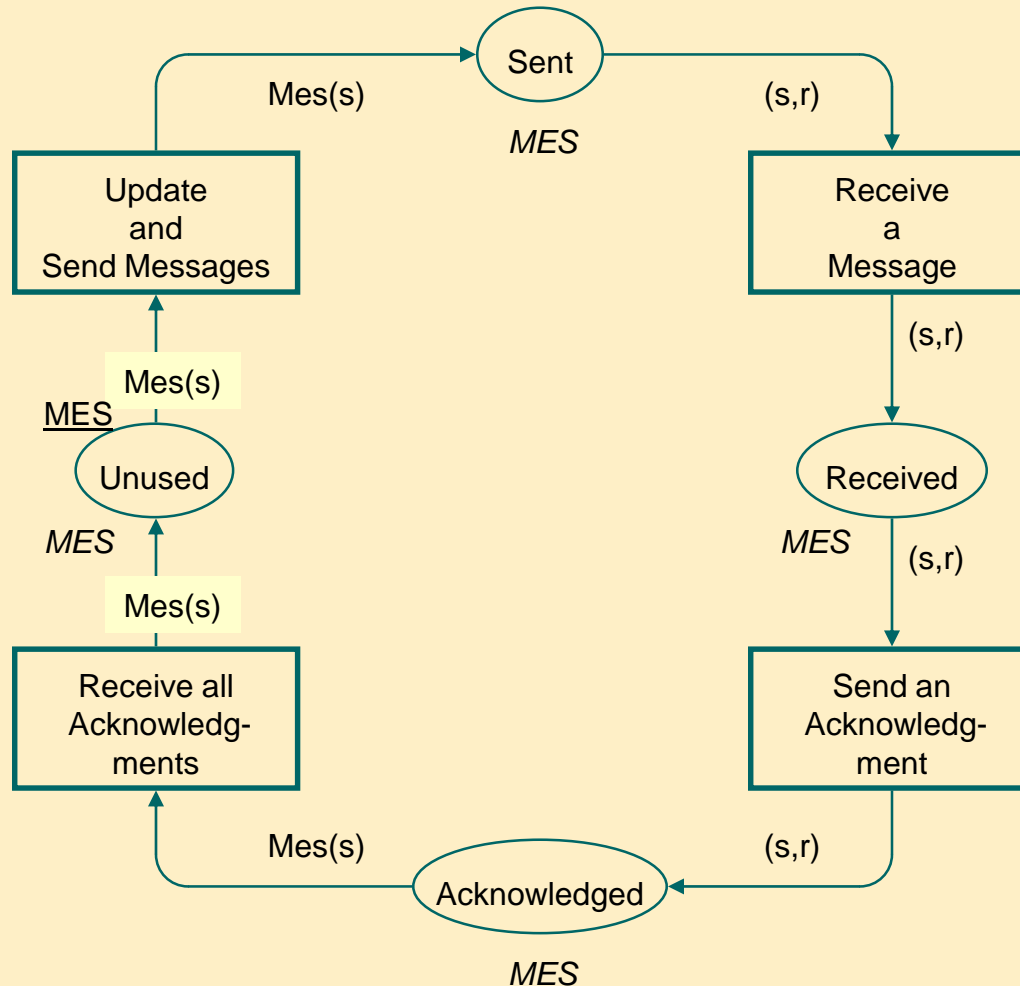 Sent
Mes(s)
(s,r)
MES
Update
and
Send Messages
Receive
a
Message
(s,r)
Mes(s)
MES
Unused
Received
MES
MES
(s,r)
Mes(s)
Receive all
Acknowledg-
ments
Send an
Acknowledg-
ment
Mes(s)
(s,r)
Acknowledged
MES